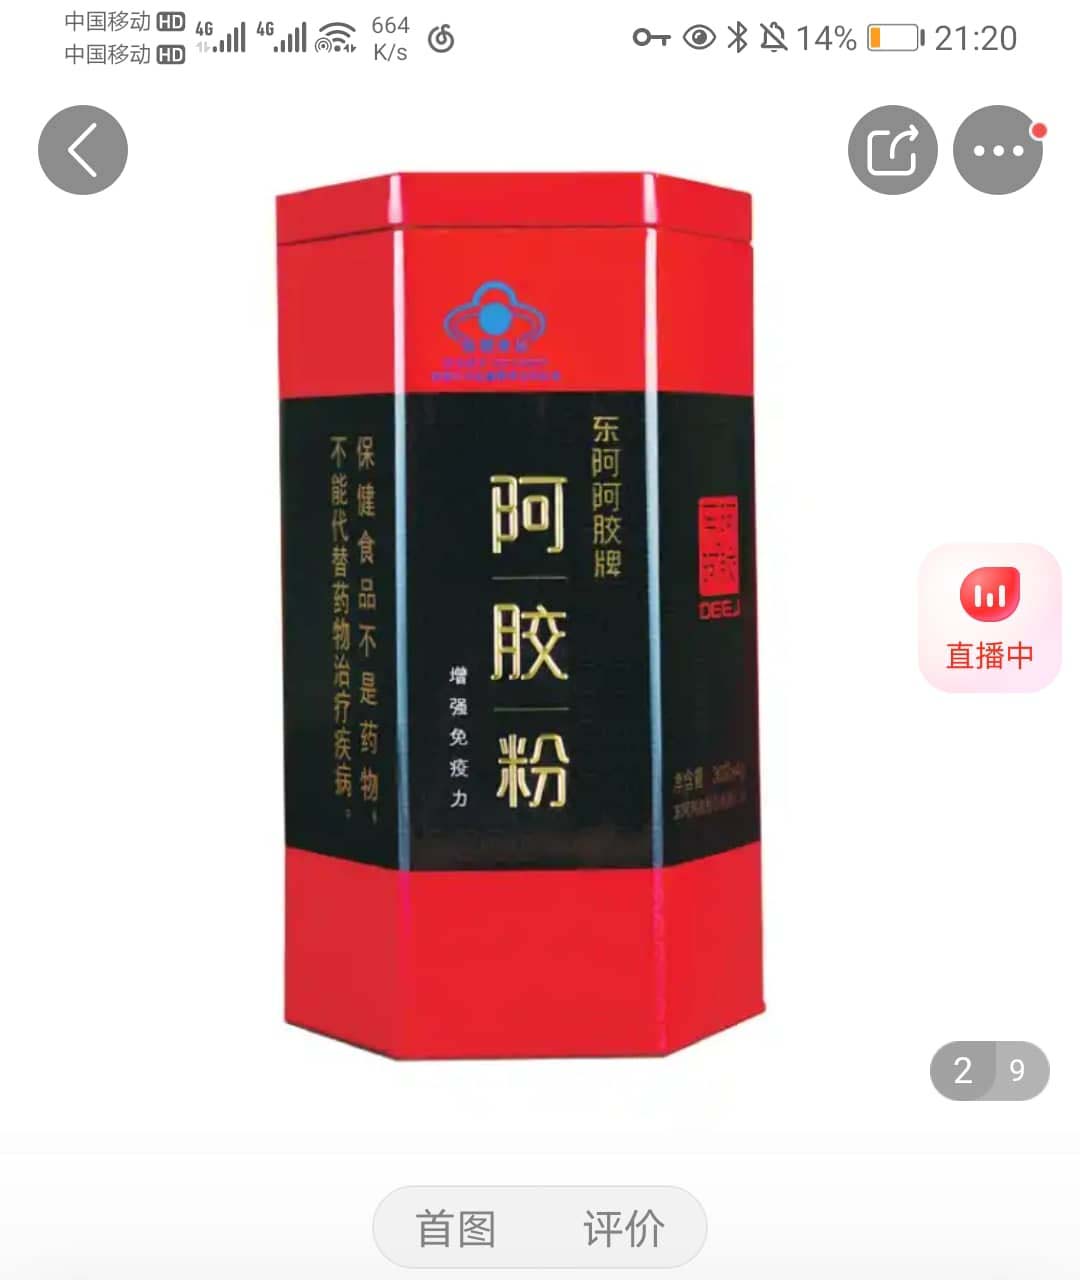 中国移动 HD
中国移动 HD
4G
4G
664
K/s
14%
21:20
东阿阿胶牌
阿胶粉
增强免疫力
保健食品不是药物，
不能代替药物治疗疾病。
DEEJ
净含量
直播中
2 9
首图
评价